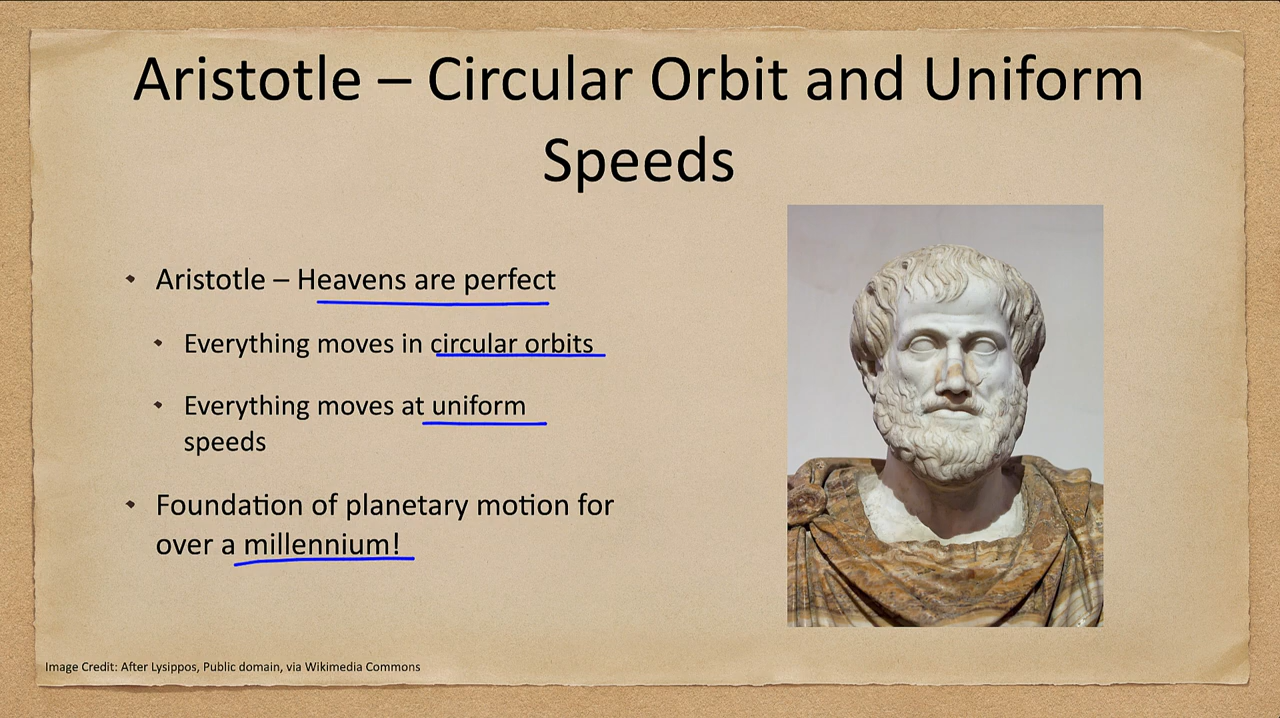 Aristotle – Circular Orbit and Uniform
Speeds
Aristotle – Heavens are perfect
Everything moves in circular orbits
Everything moves at uniform
speeds
Foundation of planetary motion for
over a millennium!
Image Credit: After Lysippos, Public domain, via Wikimedia Commons